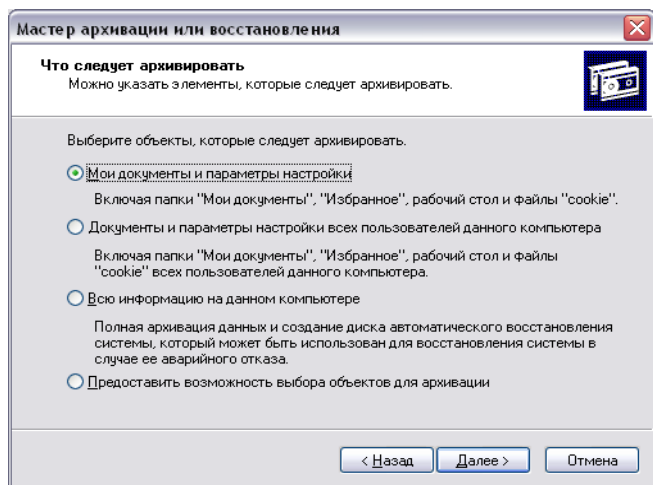 Мастер архивации или восстановления
Что следует архивировать
Можно указать элементы, которые следует архивировать.
Выберите объекты, которые следует архивировать.
Мои документы и параметры настройки
Включая папки "Мои документы", "Избранное", рабочий стол и файлы "cookie".
Документы и параметры настройки всех пользователей данного компьютера
Включая папки "Мои документы", "Избранное", рабочий стол и файлы
"cookie" всех пользователей данного компьютера.
Всю информацию на данном компьютере
Полная архивация данных и создание диска автоматического восстановления
системы, который может быть использован для восстановления системы в
случае ее аварийного отказа.
Предоставить возможность выбора объектов для архивации
< Назад Далее > Отмена